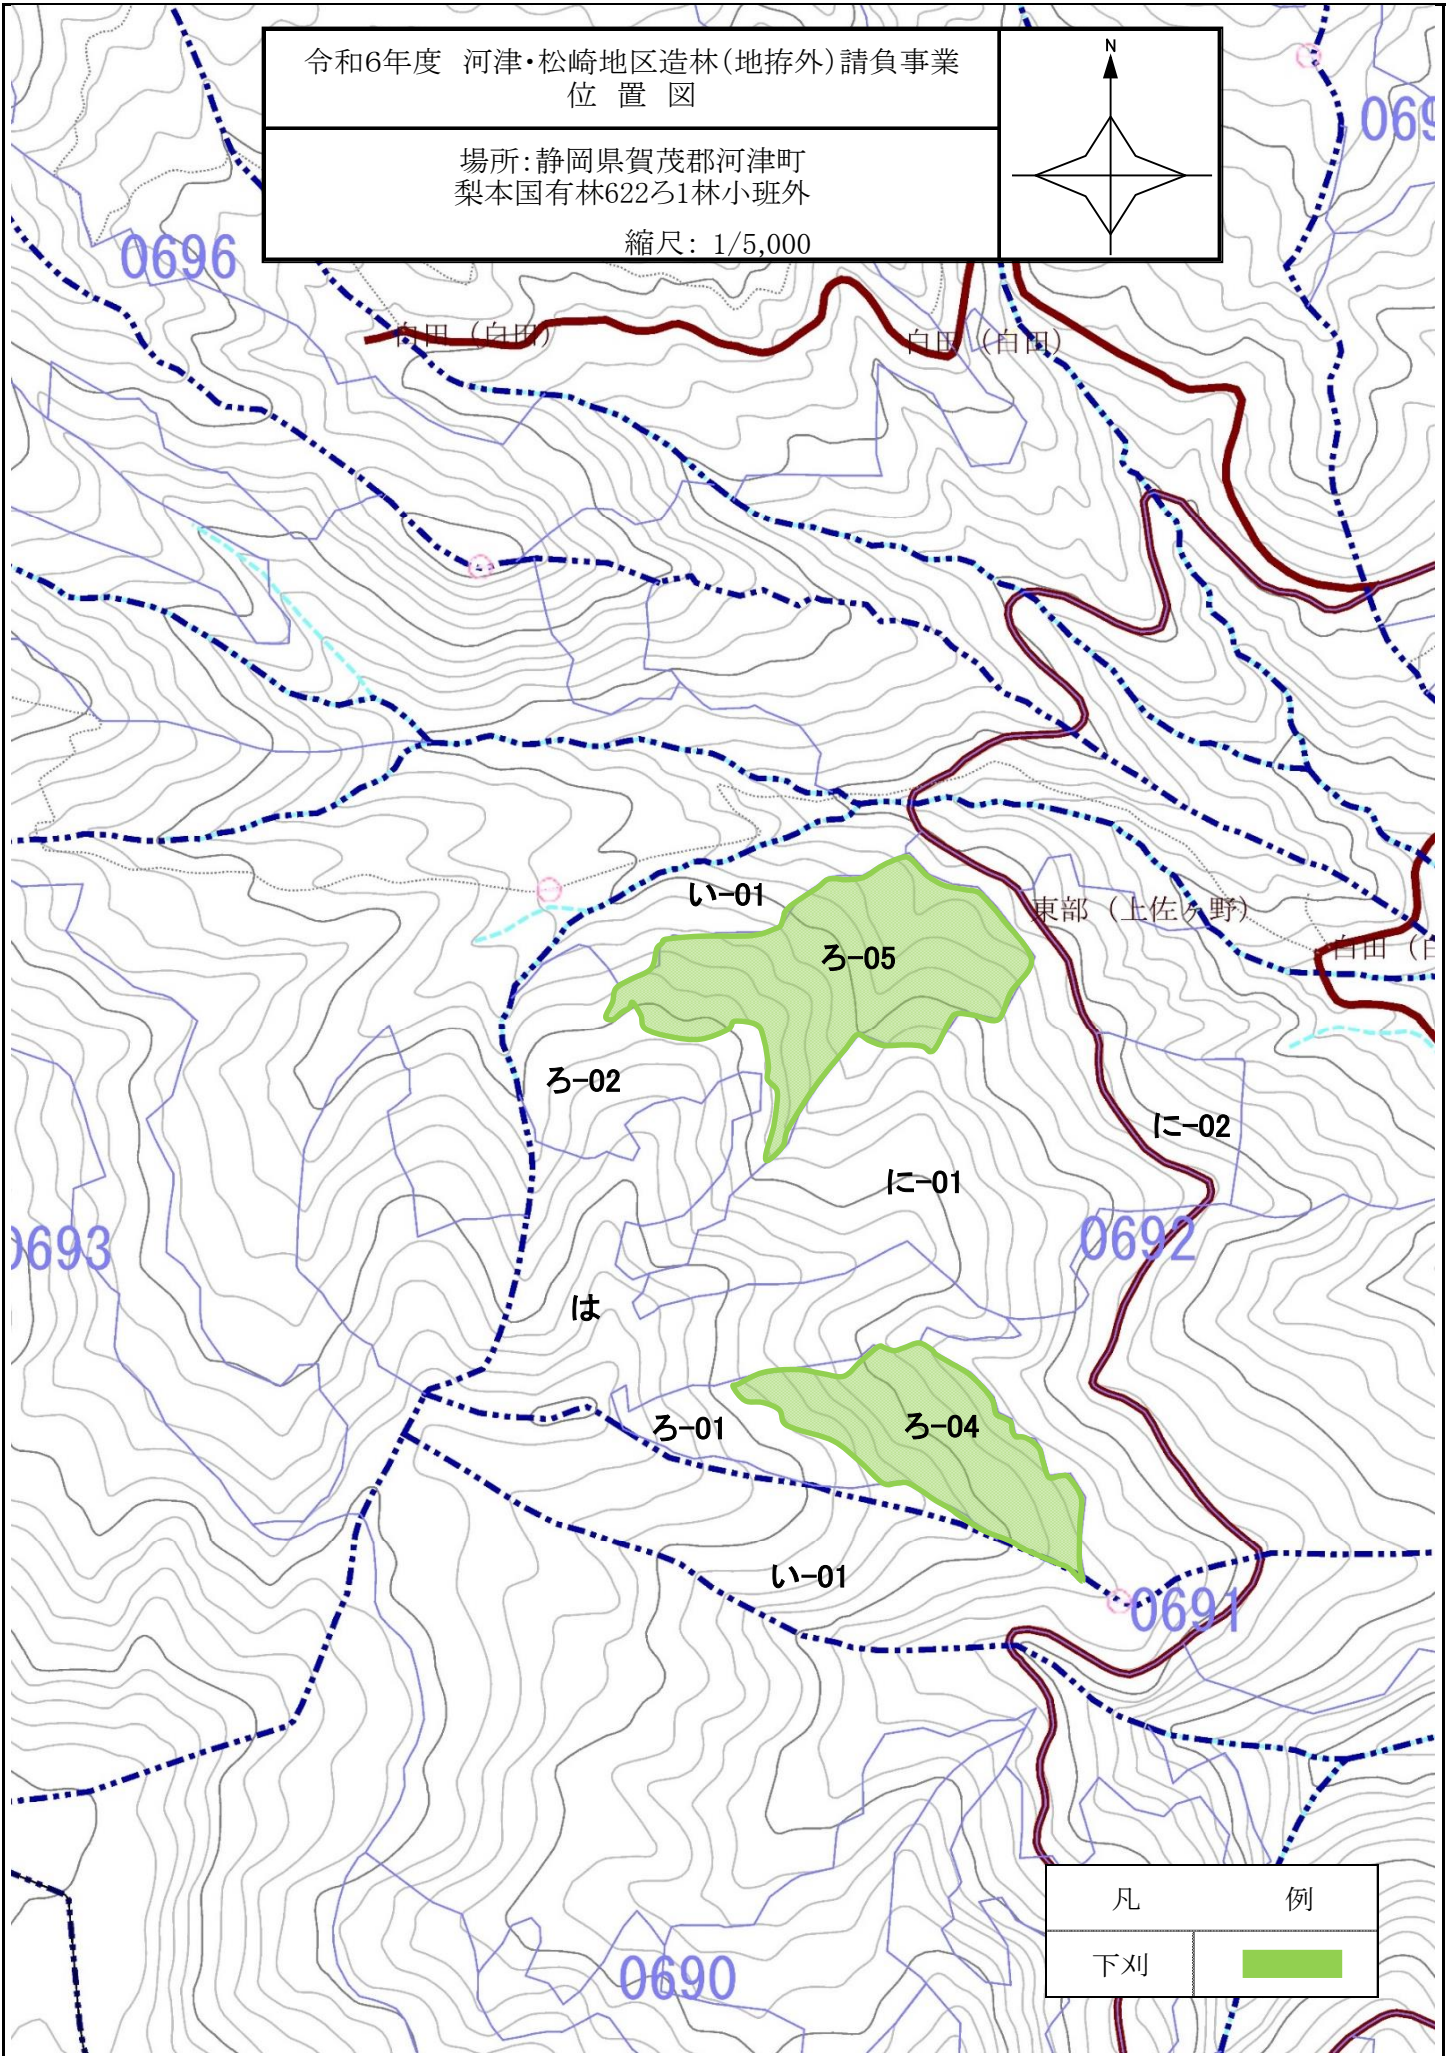 令和6年度 河津・松崎地区造林(地拵外)請負事業
位 置 図
N
場所:静岡県賀茂郡河津町
梨本国有林622ろ1林小班外
縮尺: 1/5,000
0696
白田 (白田)
白田 (白田)
い-01
東部 (上佐ヶ野)
ろ-05
ろ-02
に-02
に-01
0693
0692
は
ろ-01
ろ-04
い-01
0691
凡 例
下刈
0690